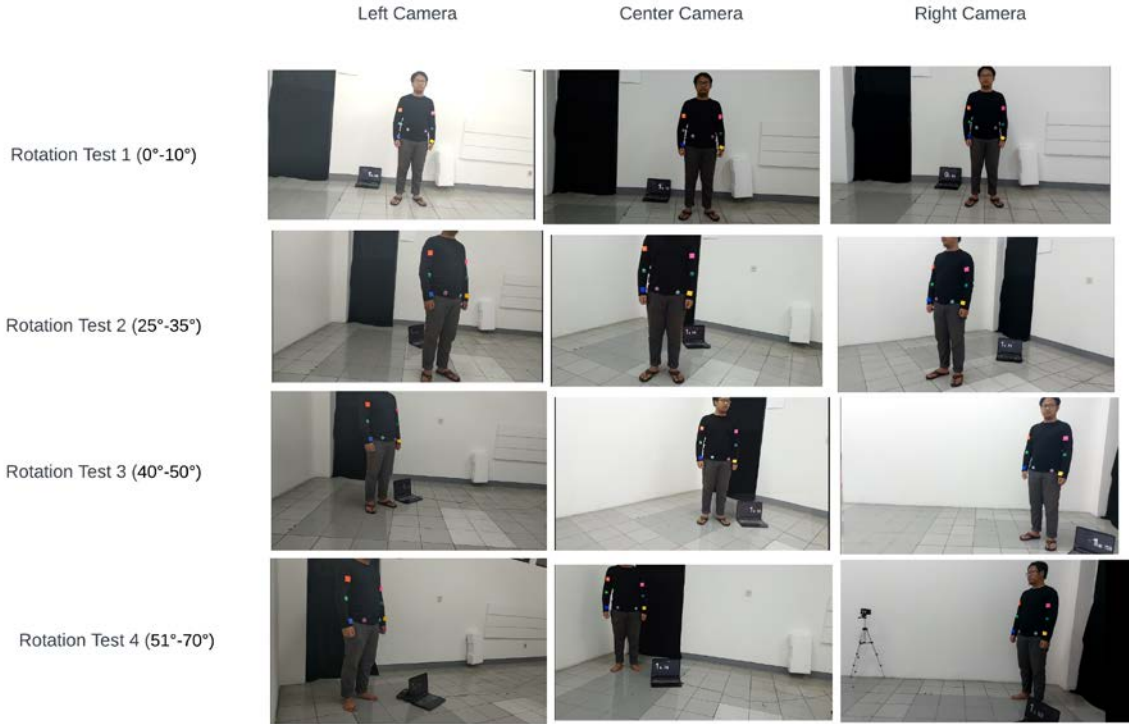 Left Camera
Center Camera
Right Camera
Rotation Test 1 (0°-10°)
Rotation Test 2 (25°-35°)
Rotation Test 3 (40°-50°)
Rotation Test 4 (51°-70°)